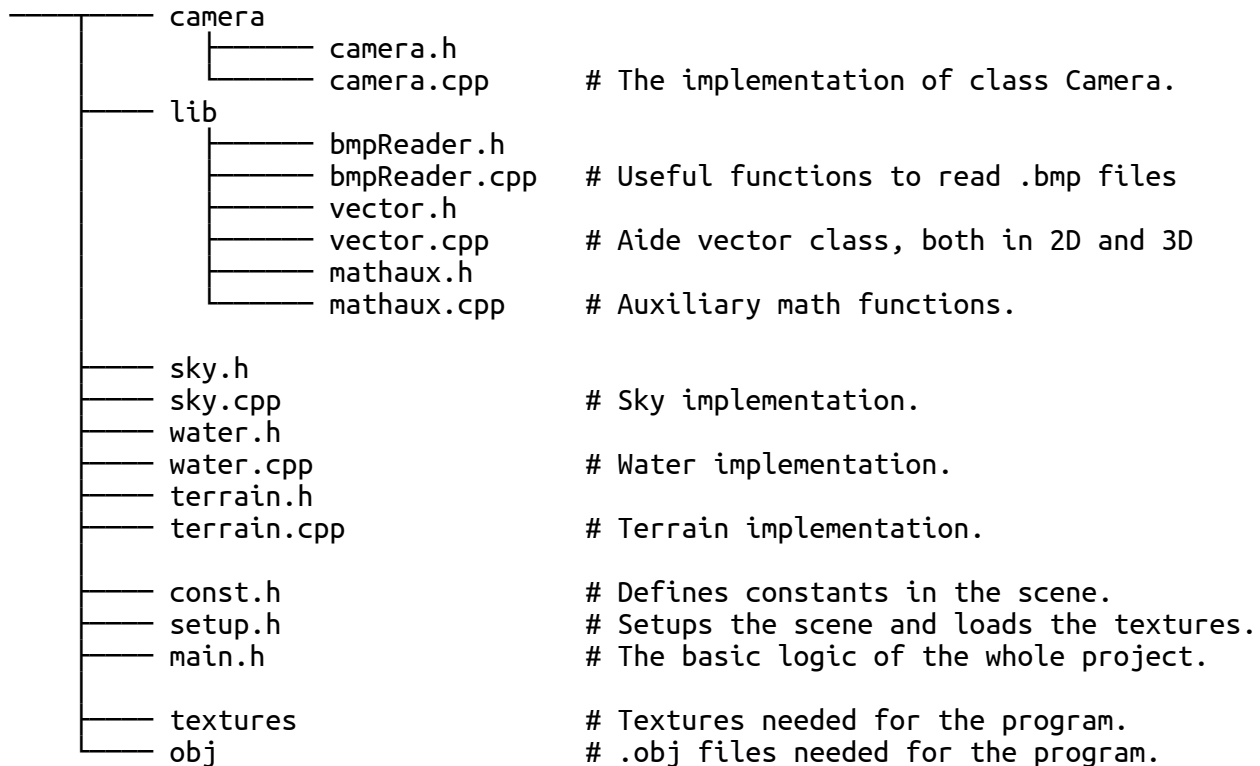 camera
camera.h
camera.cpp # The implementation of class Camera.
lib
bmpReader.h
bmpReader.cpp # Useful functions to read .bmp files
vector.h
vector.cpp # Aide vector class, both in 2D and 3D
mathaux.h
mathaux.cpp # Auxiliary math functions.
sky.h
sky.cpp # Sky implementation.
water.h
water.cpp # Water implementation.
terrain.h
terrain.cpp # Terrain implementation.
const.h # Defines constants in the scene.
setup.h # Setups the scene and loads the textures.
main.h # The basic logic of the whole project.
textures # Textures needed for the program.
obj # .obj files needed for the program.